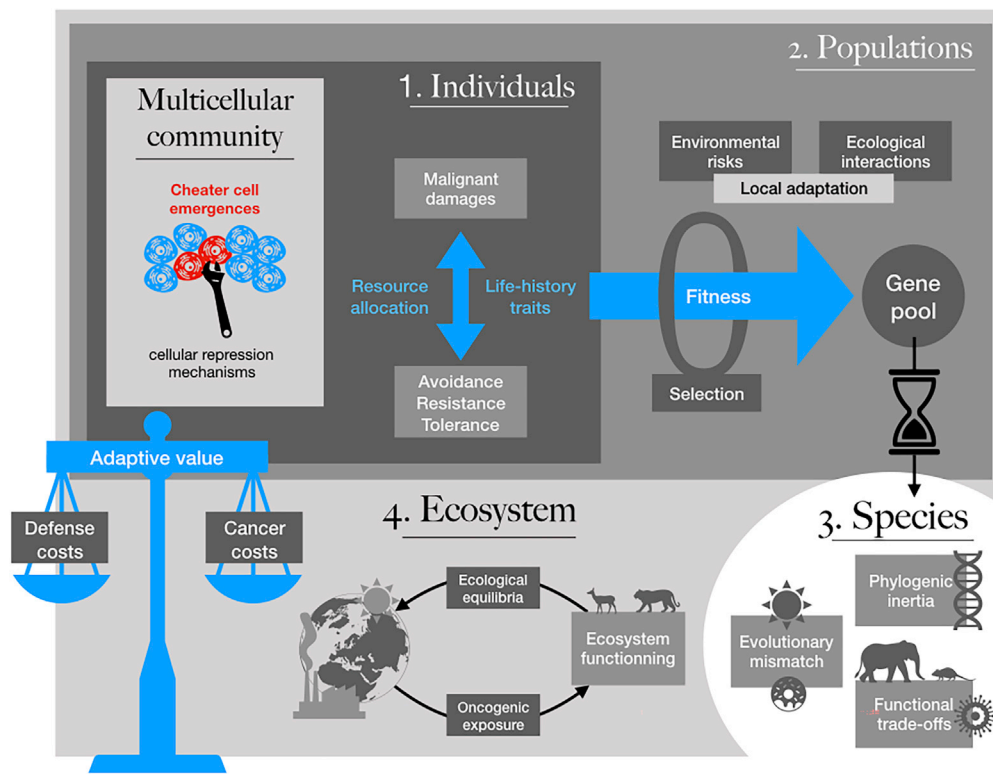 2. Populations
1. Individuals
Multicellular
community
Cheater cell
emergences
cellular repression
mechanisms
Malignant
damages
Resource
allocation
Life-history
traits
Avoidance
Resistance
Tolerance
Environmental
risks
Ecological
interactions
Local adaptation
Fitness
Selection
Gene
pool
Adaptive value
Defense
costs
Cancer
costs
4. Ecosystem
Ecological
equilibria
Ecosystem
functionning
Oncogenic
exposure
3. Species
Phylogenic
inertia
Evolutionary
mismatch
Functional
trade-offs